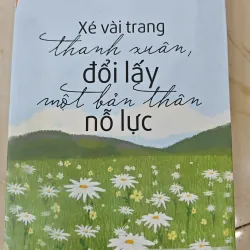 Xé vài trang
thanh xuân,
đổi lấy
một bản thân
nỗ lực